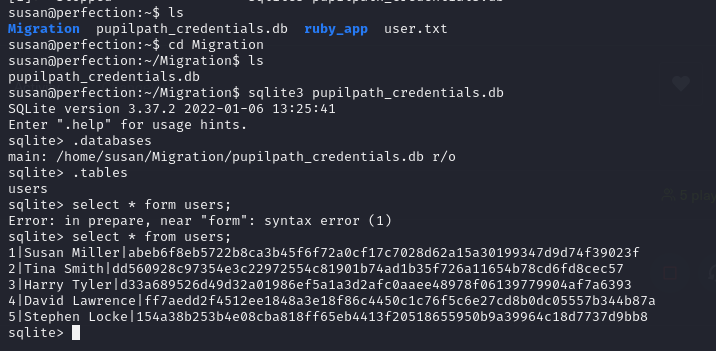 susan@perfection:~$ ls
Migration  pupilpath_credentials.db  ruby_app  user.txt
susan@perfection:~$ cd Migration
susan@perfection:~/Migration$ ls
pupilpath_credentials.db
susan@perfection:~/Migration$ sqlite3 pupilpath_credentials.db
SQLite version 3.37.2 2022-01-06 13:25:41
Enter ".help" for usage hints.
sqlite> .databases
main: /home/susan/Migration/pupilpath_credentials.db r/o
sqlite> .tables
users
sqlite> select * form users;
Error: in prepare, near "form": syntax error (1)
sqlite> select * from users;
1|Susan Miller|abeb6f8eb5722b8ca3b45f6f72a0cf17c7028d62a15a30199347d9d74f39023f
2|Tina Smith|dd560928c97354e3c22972554c81901b74ad1b35f726a11654b78cd6fd8cec57
3|Harry Tyler|d33a689526d49d32a01986ef5a1a3d2afc0aaee48978f06139779904af7a6393
4|David Lawrence|ff7aedd2f4512ee1848a3e18f86c4450c1c76f5c6e27cd8b0dc05557b344b87a
5|Stephen Locke|154a38b253b4e08cba818ff65eb4413f20518655950b9a39964c18d7737d9bb8
sqlite>